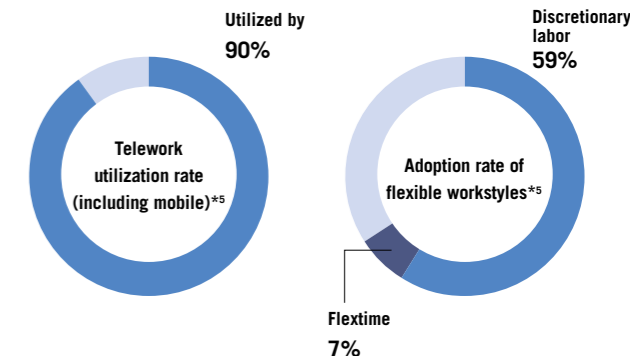 Utilized by
90%
Telework
utilization rate
(including mobile)*5
Discretionary
labor
59%
Adoption rate of
flexible workstyles*5
Flextime
7%